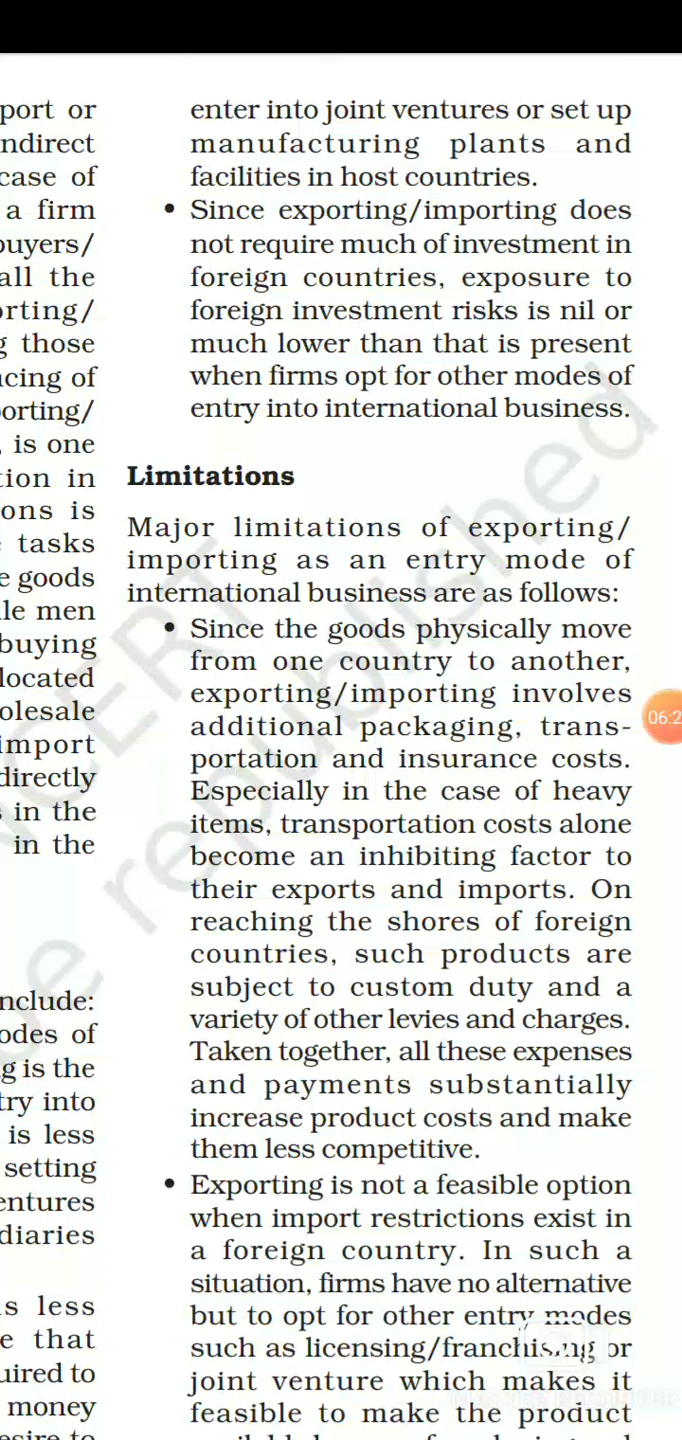 port or
ndirect
case of
a firm
buyers/
all the
orting/
g those
acing of
porting/
, is one
tion in
ons is
e tasks
e goods
lle men
buying
located
olesale
import
directly
s in the
in the
nclude:
odes of
g is the
try into
is less
setting
entures
diaries
is less
e that
uired to
money
enter into joint ventures or set up
manufacturing plants and
facilities in host countries.
• Since exporting/importing does
not require much of investment in
foreign countries, exposure to
foreign investment risks is nil or
much lower than that is present
when firms opt for other modes of
entry into international business.
Limitations
Major limitations of exporting/
importing as an entry mode of
international business are as follows:
• Since the goods physically move
from one country to another,
exporting/importing involves
additional packaging, trans-
portation and insurance costs.
Especially in the case of heavy
items, transportation costs alone
become an inhibiting factor to
their exports and imports. On
reaching the shores of foreign
countries, such products are
subject to custom duty and a
variety of other levies and charges.
Taken together, all these expenses
and payments substantially
increase product costs and make
them less competitive.
• Exporting is not a feasible option
when import restrictions exist in
a foreign country. In such a
situation, firms have no alternative
but to opt for other entry modes
such as licensing/franchising or
joint venture which makes it
feasible to make the product
06:2
NCERT
republished